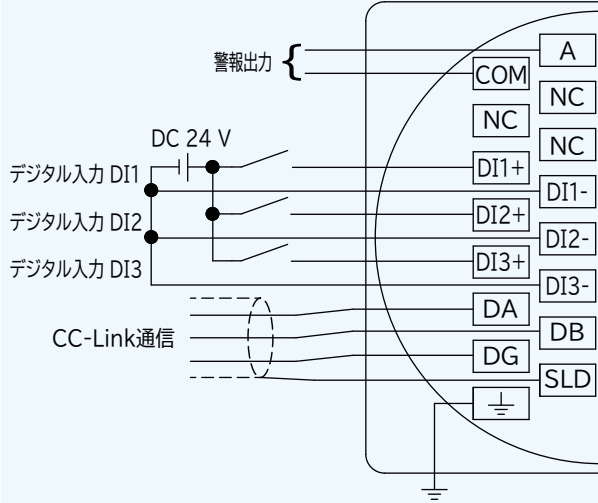 警報出力
A
COM
NC
NC
NC
DC 24 V
デジタル入力 DI1
DI1+
DI1-
デジタル入力 DI2
DI2+
DI2-
デジタル入力 DI3
DI3+
DI3-
DA
CC-Link通信
DB
DG
SLD